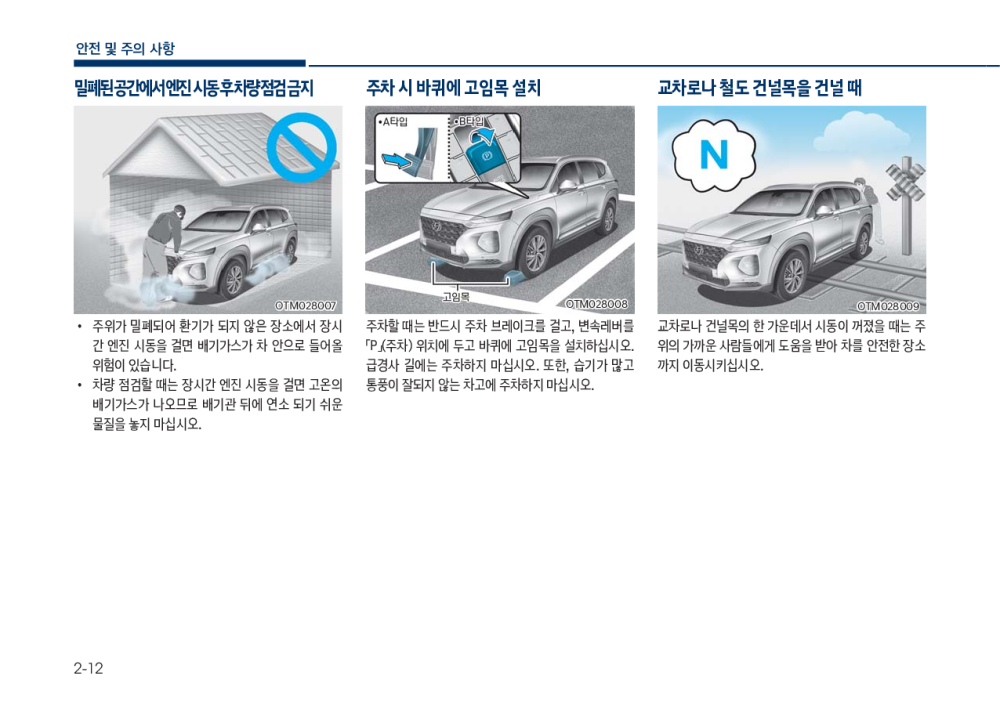 안전 및 주의 사항
밀폐된 공간에서 엔진 시동 후 차량 점검 금지
OTM028007
• 주위가 밀폐되어 환기가 되지 않은 장소에서 장시
간 엔진 시동을 걸면 배기가스가 차 안으로 들어올
위험이 있습니다.
• 차량 점검할 때는 장시간 엔진 시동을 걸면 고온의
배기가스가 나오므로 배기관 뒤에 연소 되기 쉬운
물질을 놓지 마십시오.
주차 시 바퀴에 고임목 설치
•A타입
•B타입
고임목
OTM028008
주차할 때는 반드시 주차 브레이크를 걸고, 변속레버를
「P」(주차) 위치에 두고 바퀴에 고임목을 설치하십시오.
급경사 길에는 주차하지 마십시오. 또한, 습기가 많고
통풍이 잘되지 않는 차고에 주차하지 마십시오.
교차로나 철도 건널목을 건널 때
N
OTM028009
교차로나 건널목의 한 가운데서 시동이 꺼졌을 때는 주
위의 가까운 사람들에게 도움을 받아 차를 안전한 장소
까지 이동시키십시오.
2-12